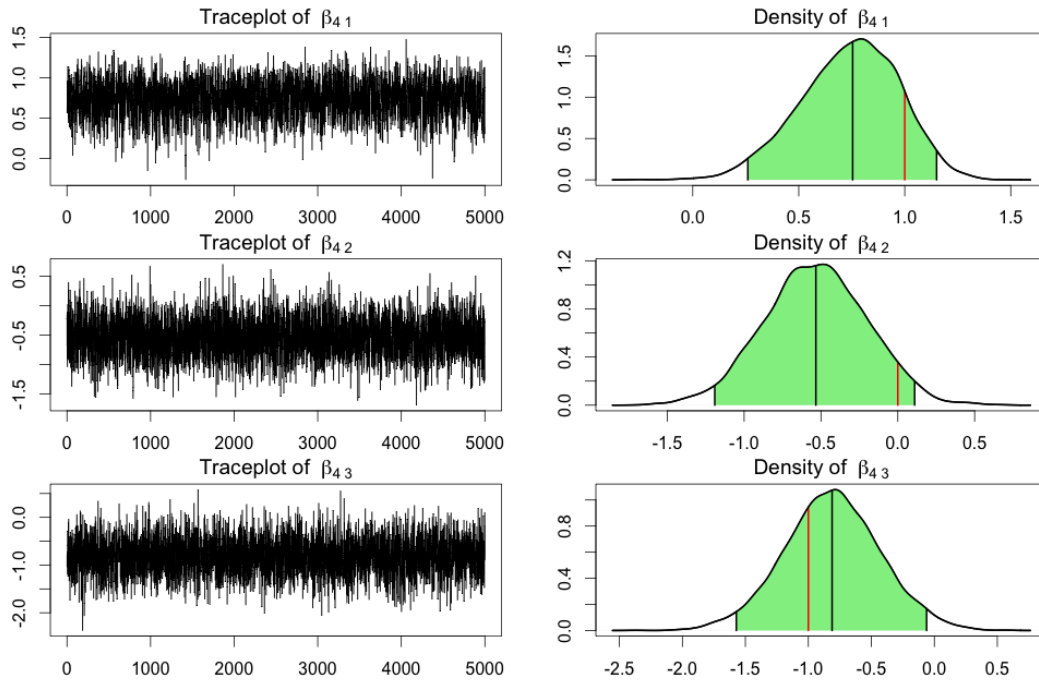 Traceplot of β4 1
1.5
1.0
0.5
0.0
0 1000 2000 3000 4000 5000
Density of β4 1
1.5
1.0
0.5
0.0
0.0 0.5 1.0 1.5
Traceplot of β4 2
0.5
-0.5
-1.5
0 1000 2000 3000 4000 5000
Density of β4 2
1.2
0.8
0.4
0.0
-1.5 -1.0 -0.5 0.0 0.5
Traceplot of β4 3
0.0
-1.0
-2.0
0 1000 2000 3000 4000 5000
Density of β4 3
0.8
0.4
0.0
-2.5 -2.0 -1.5 -1.0 -0.5 0.0 0.5